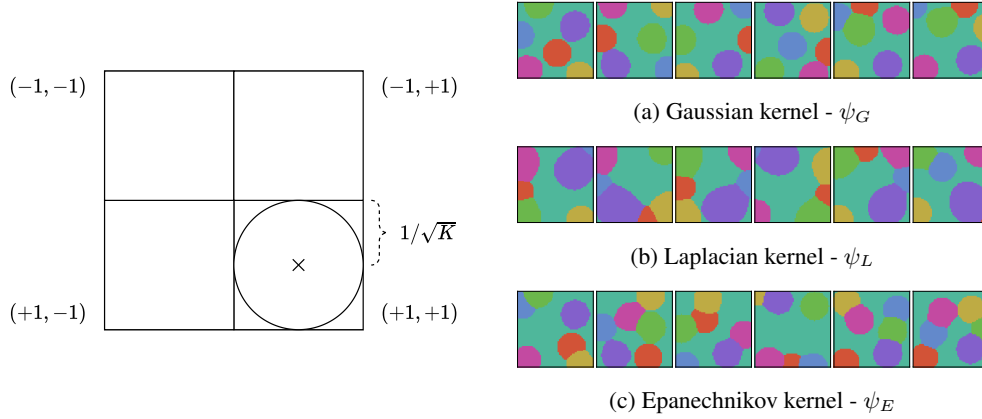 (−1, −1)
(−1, +1)
1/√K
(+1, −1)
(+1, +1)
(a) Gaussian kernel - ψ_G
(b) Laplacian kernel - ψ_L
(c) Epanechnikov kernel - ψ_E